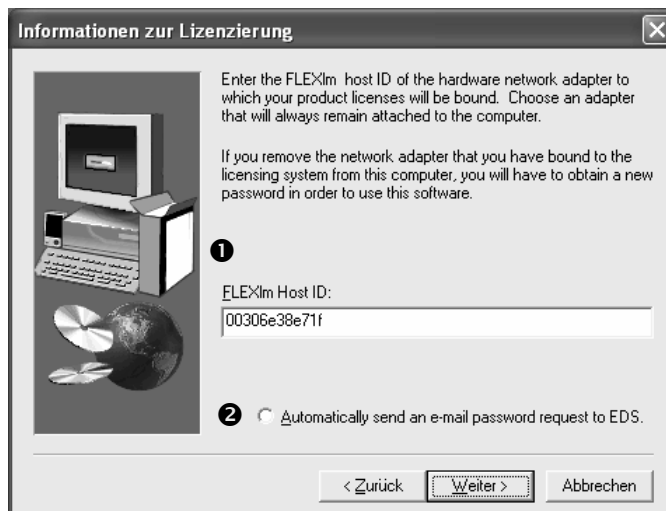 Informationen zur Lizenzierung
Enter the FLEXlm host ID of the hardware network adapter to
which your product licenses will be bound. Choose an adapter
that will always remain attached to the computer.
If you remove the network adapter that you have bound to the
licensing system from this computer, you will have to obtain a new
password in order to use this software.
❶
FLEXlm Host ID:
00306e38e71f
❷ Automatically send an e-mail password request to EDS.
< Zurück Weiter > Abbrechen